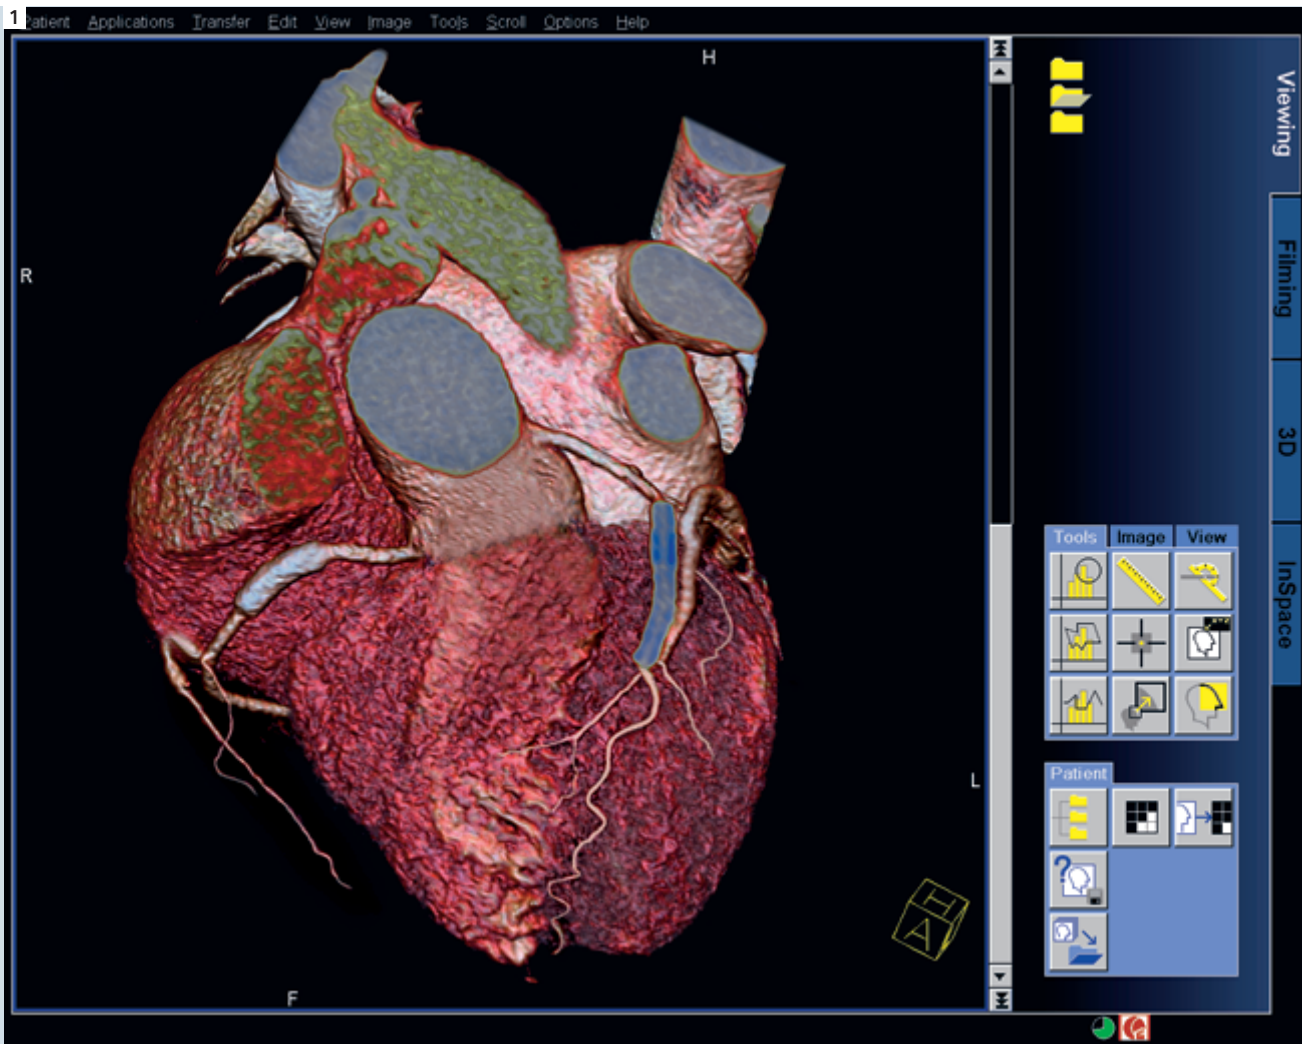 1
Patient Applications Transfer Edit View Image Tools Scroll Options Help
H
R
L
F
H
A
Viewing
Filming
3D
InSpace
Tools Image View
Patient
?